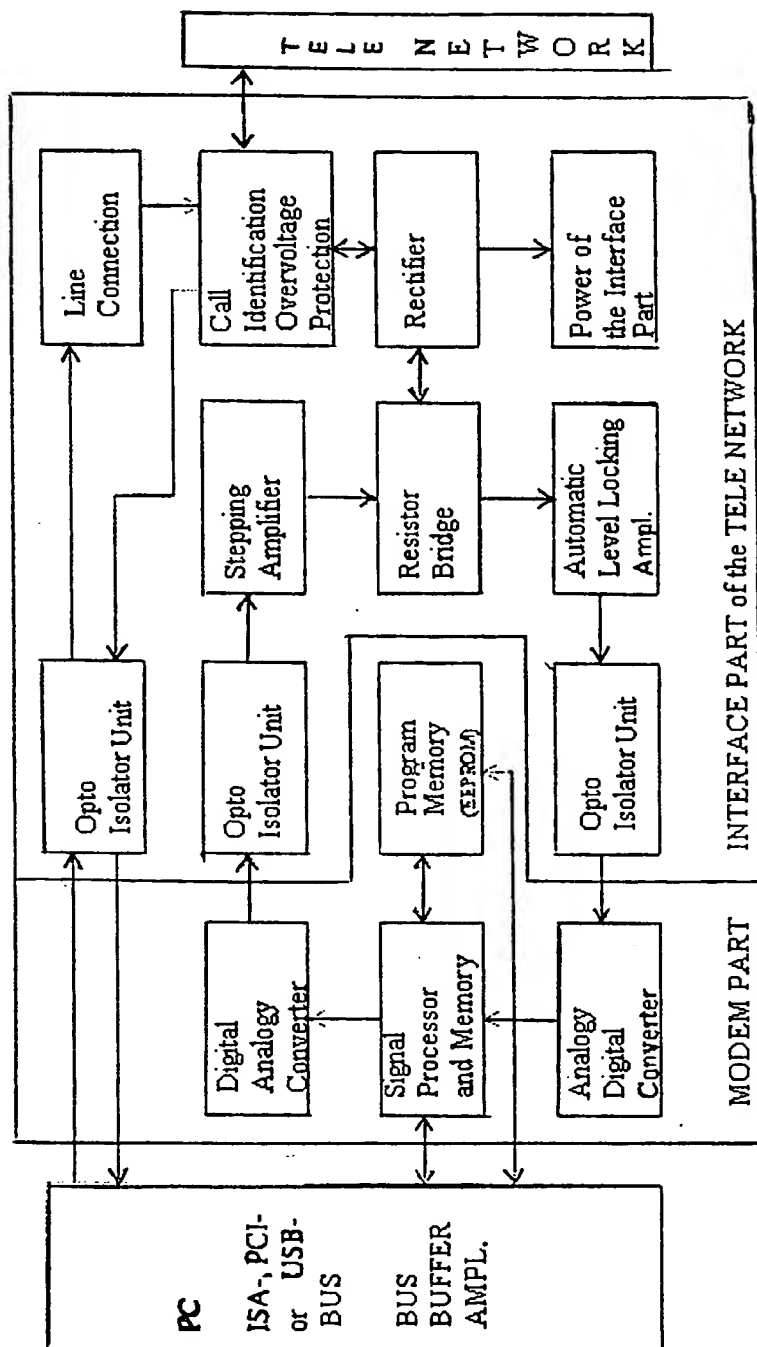 PC
ISA-, PCI-
or USB-
BUS
BUS
BUFFER
AMPL.
Opto
Isolator Unit
Line
Connection
Digital
Analogy
Converter
Opto
Isolator Unit
Stepping
Amplifier
Call
Identification
Overvoltage
Protection
Signal
Processor
and Memory
Program
Memory
(EEPROM)
Resistor
Bridge
Rectifier
Analogy
Digital
Converter
Opto
Isolator Unit
Automatic
Level Locking
Ampl.
Power of
the Interface
Part
MODEM PART
INTERFACE PART of the TELE NETWORK
TELE NETWORK